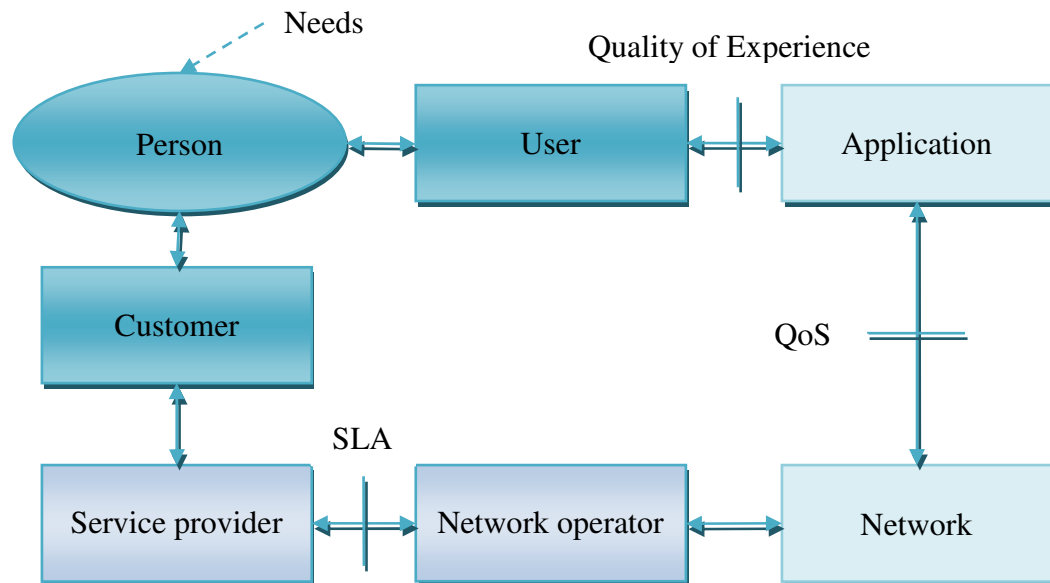 Needs
Quality of Experience
Person
User
Application
Customer
QoS
SLA
Service provider
Network operator
Network